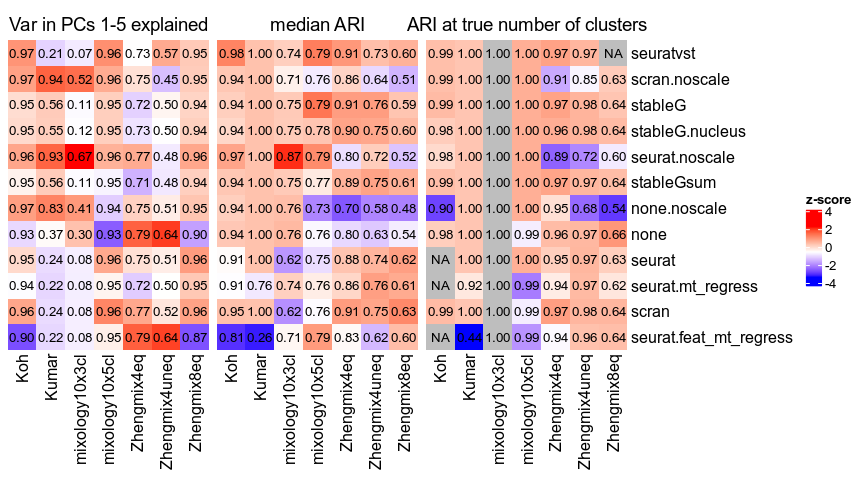 Var in PCs 1-5 explained median ARI ARI at true number of clusters
0.97 0.21 0.07 0.96 0.73 0.57 0.95 0.98 1.00 0.74 0.79 0.91 0.73 0.60 0.99 1.00 1.00 1.00 0.97 0.97 NA seuratvst
0.97 0.94 0.52 0.96 0.75 0.45 0.95 0.94 1.00 0.71 0.76 0.86 0.64 0.51 0.99 1.00 1.00 1.00 0.91 0.85 0.63 scran.noscale
0.95 0.56 0.11 0.95 0.72 0.50 0.94 0.94 1.00 0.75 0.79 0.91 0.76 0.59 0.99 1.00 1.00 1.00 0.97 0.98 0.64 stableG
0.95 0.55 0.12 0.95 0.73 0.50 0.94 0.94 1.00 0.75 0.78 0.90 0.75 0.60 0.98 1.00 1.00 1.00 0.96 0.98 0.64 stableG.nucleus
0.96 0.93 0.67 0.96 0.77 0.48 0.96 0.97 1.00 0.87 0.79 0.80 0.72 0.52 0.98 1.00 1.00 1.00 0.89 0.72 0.60 seurat.noscale
0.95 0.56 0.11 0.95 0.71 0.48 0.94 0.94 1.00 0.75 0.77 0.89 0.75 0.61 0.99 1.00 1.00 1.00 0.97 0.97 0.64 stableGsum
0.97 0.83 0.41 0.94 0.75 0.51 0.95 0.94 1.00 0.76 0.73 0.70 0.58 0.48 0.90 1.00 1.00 1.00 0.95 0.68 0.54 none.noscale
0.93 0.37 0.30 0.93 0.79 0.64 0.90 0.94 1.00 0.76 0.76 0.80 0.63 0.54 0.98 1.00 1.00 0.99 0.96 0.97 0.66 none
0.95 0.24 0.08 0.96 0.75 0.51 0.96 0.91 1.00 0.62 0.75 0.88 0.74 0.62 NA 1.00 1.00 1.00 0.95 0.97 0.63 seurat
0.94 0.22 0.08 0.95 0.72 0.50 0.95 0.91 0.76 0.74 0.76 0.86 0.76 0.61 NA 0.92 1.00 0.99 0.94 0.97 0.62 seurat.mt_regress
0.96 0.24 0.08 0.96 0.77 0.52 0.96 0.95 1.00 0.62 0.76 0.91 0.75 0.63 0.99 1.00 1.00 0.99 0.97 0.98 0.64 scran
0.90 0.22 0.08 0.95 0.79 0.64 0.87 0.81 0.26 0.71 0.79 0.83 0.62 0.60 NA 0.44 1.00 0.99 0.94 0.96 0.64 seurat.feat_mt_regress
Koh Kumar mixology10x3cl mixology10x5cl Zhengmix4eq Zhengmix4uneq Zhengmix8eq Koh Kumar mixology10x3cl mixology10x5cl Zhengmix4eq Zhengmix4uneq Zhengmix8eq Koh Kumar mixology10x3cl mixology10x5cl Zhengmix4eq Zhengmix4uneq Zhengmix8eq
z-score
4
2
0
-2
-4